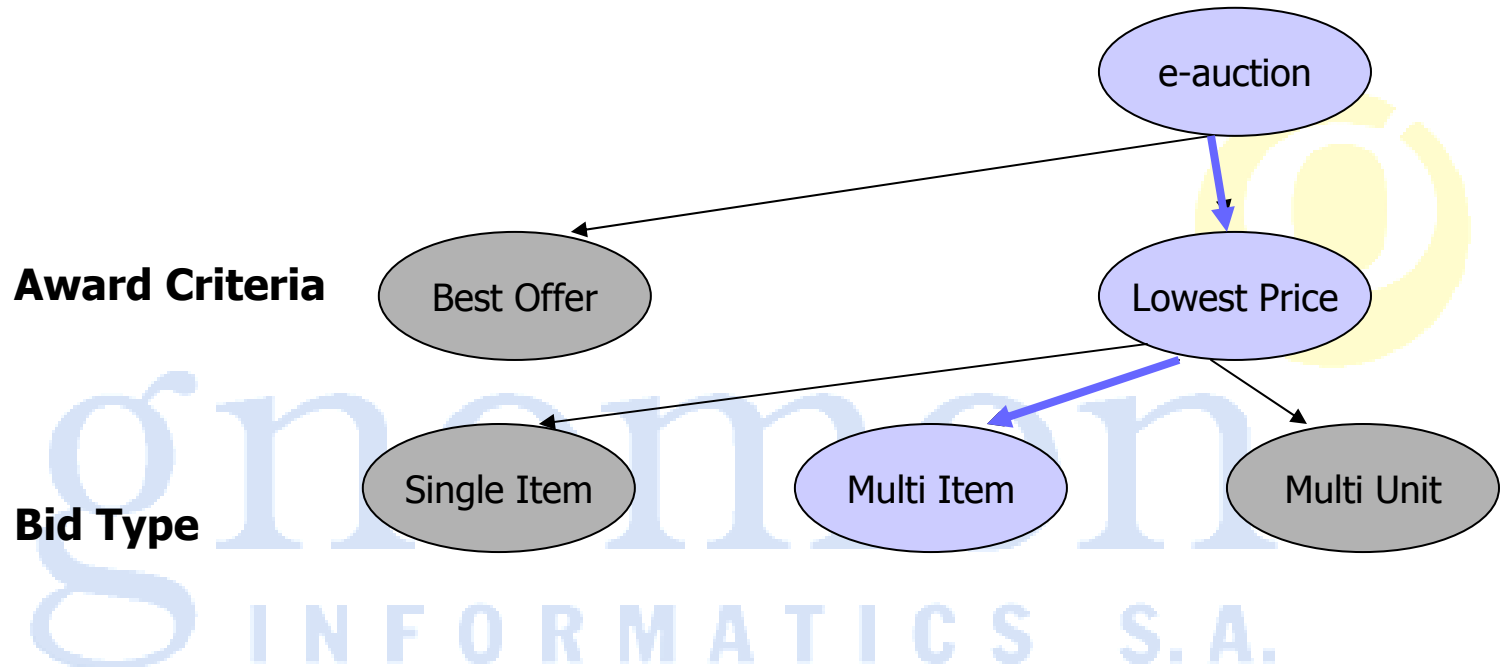 e-auction
Award Criteria
Best Offer
Lowest Price
Single Item
Multi Item
Multi Unit
Bid Type
gnomon
INFORMATICS S.A.